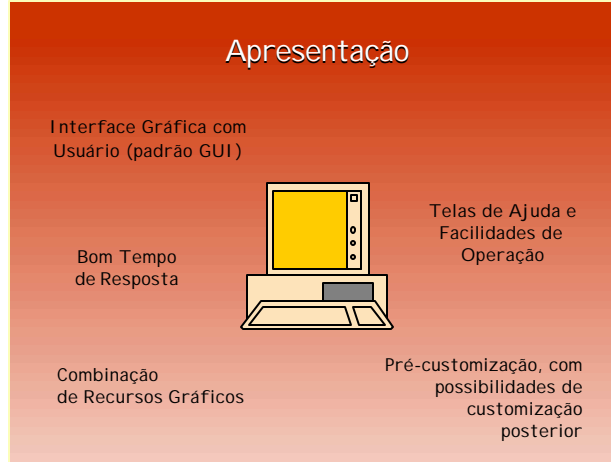 Apresentação
Interface Gráfica com
Usuário (padrão GUI)
Telas de Ajuda e
Facilidades de
Operação
Bom Tempo
de Resposta
Combinação
de Recursos Gráficos
Pré-customização, com
possibilidades de
customização
posterior